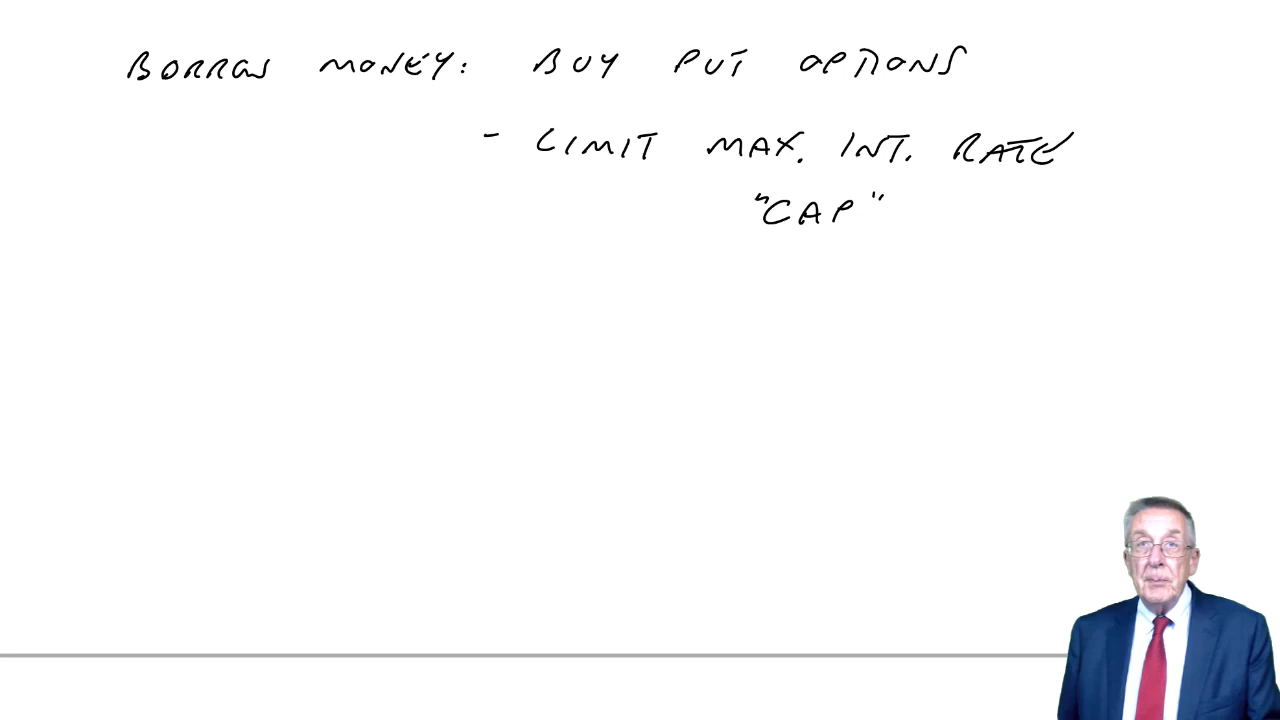 BORROW MONEY: BUY PUT OPTIONS
- LIMIT MAX. INT. RATE
"CAP"